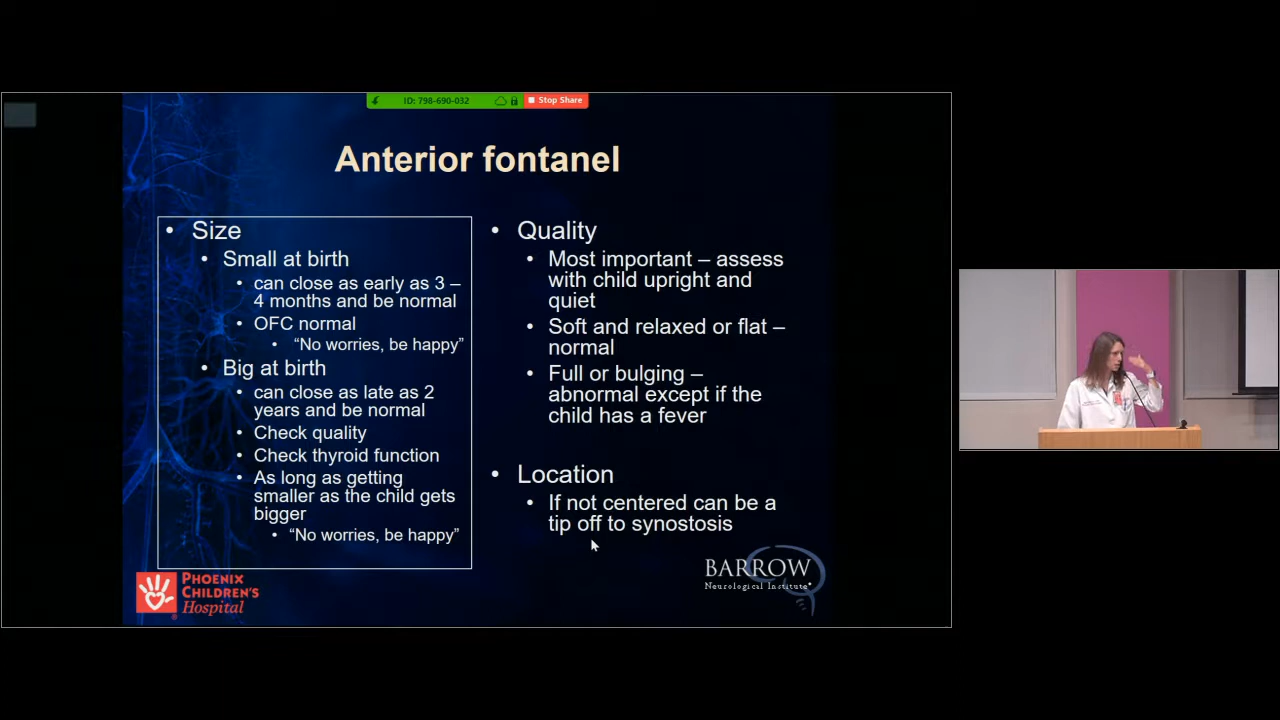 ID: 798-690-032
Stop Share
Anterior fontanel
• Size
• Small at birth
• can close as early as 3 –
4 months and be normal
• OFC normal
• “No worries, be happy”
• Big at birth
• can close as late as 2
years and be normal
• Check quality
• Check thyroid function
• As long as getting
smaller as the child gets
bigger
• “No worries, be happy”
• Quality
• Most important – assess
with child upright and
quiet
• Soft and relaxed or flat –
normal
• Full or bulging –
abnormal except if the
child has a fever
• Location
• If not centered can be a
tip off to synostosis
PHOENIX
CHILDREN'S
Hospital
BARROW
Neurological Institute®